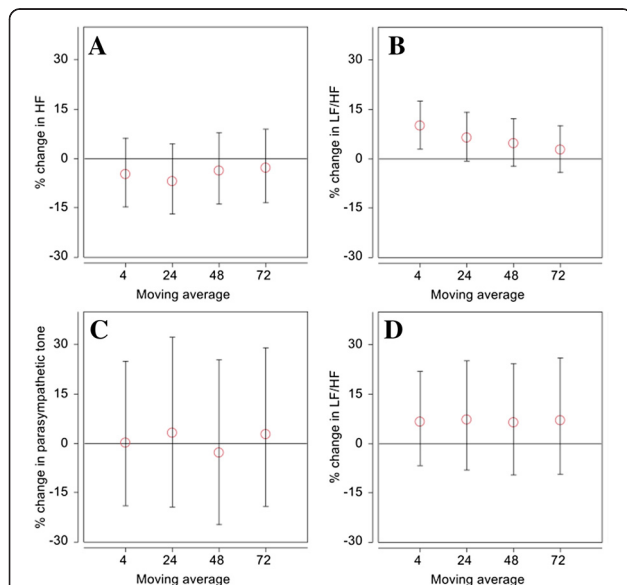 A
% change in HF
30
15
0
-15
-30
4 24 48 72
Moving average
B
% change in LF/HF
30
15
0
-15
-30
4 24 48 72
Moving average
C
% change in parasympathetic tone
30
15
0
-15
-30
4 24 48 72
Moving average
D
% change in LF/HF
30
15
0
-15
-30
4 24 48 72
Moving average